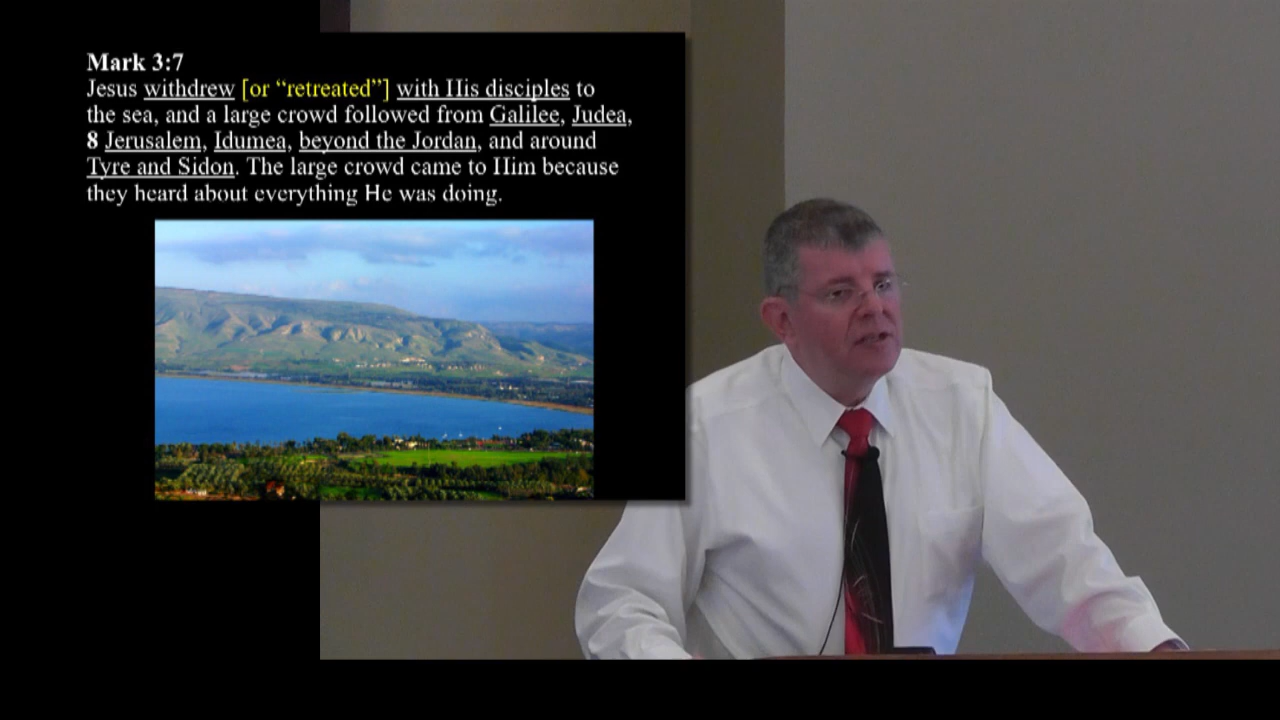 Mark 3:7
Jesus withdrew [or “retreated”] with His disciples to
the sea, and a large crowd followed from Galilee, Judea,
8 Jerusalem, Idumea, beyond the Jordan, and around
Tyre and Sidon. The large crowd came to Him because
they heard about everything He was doing.